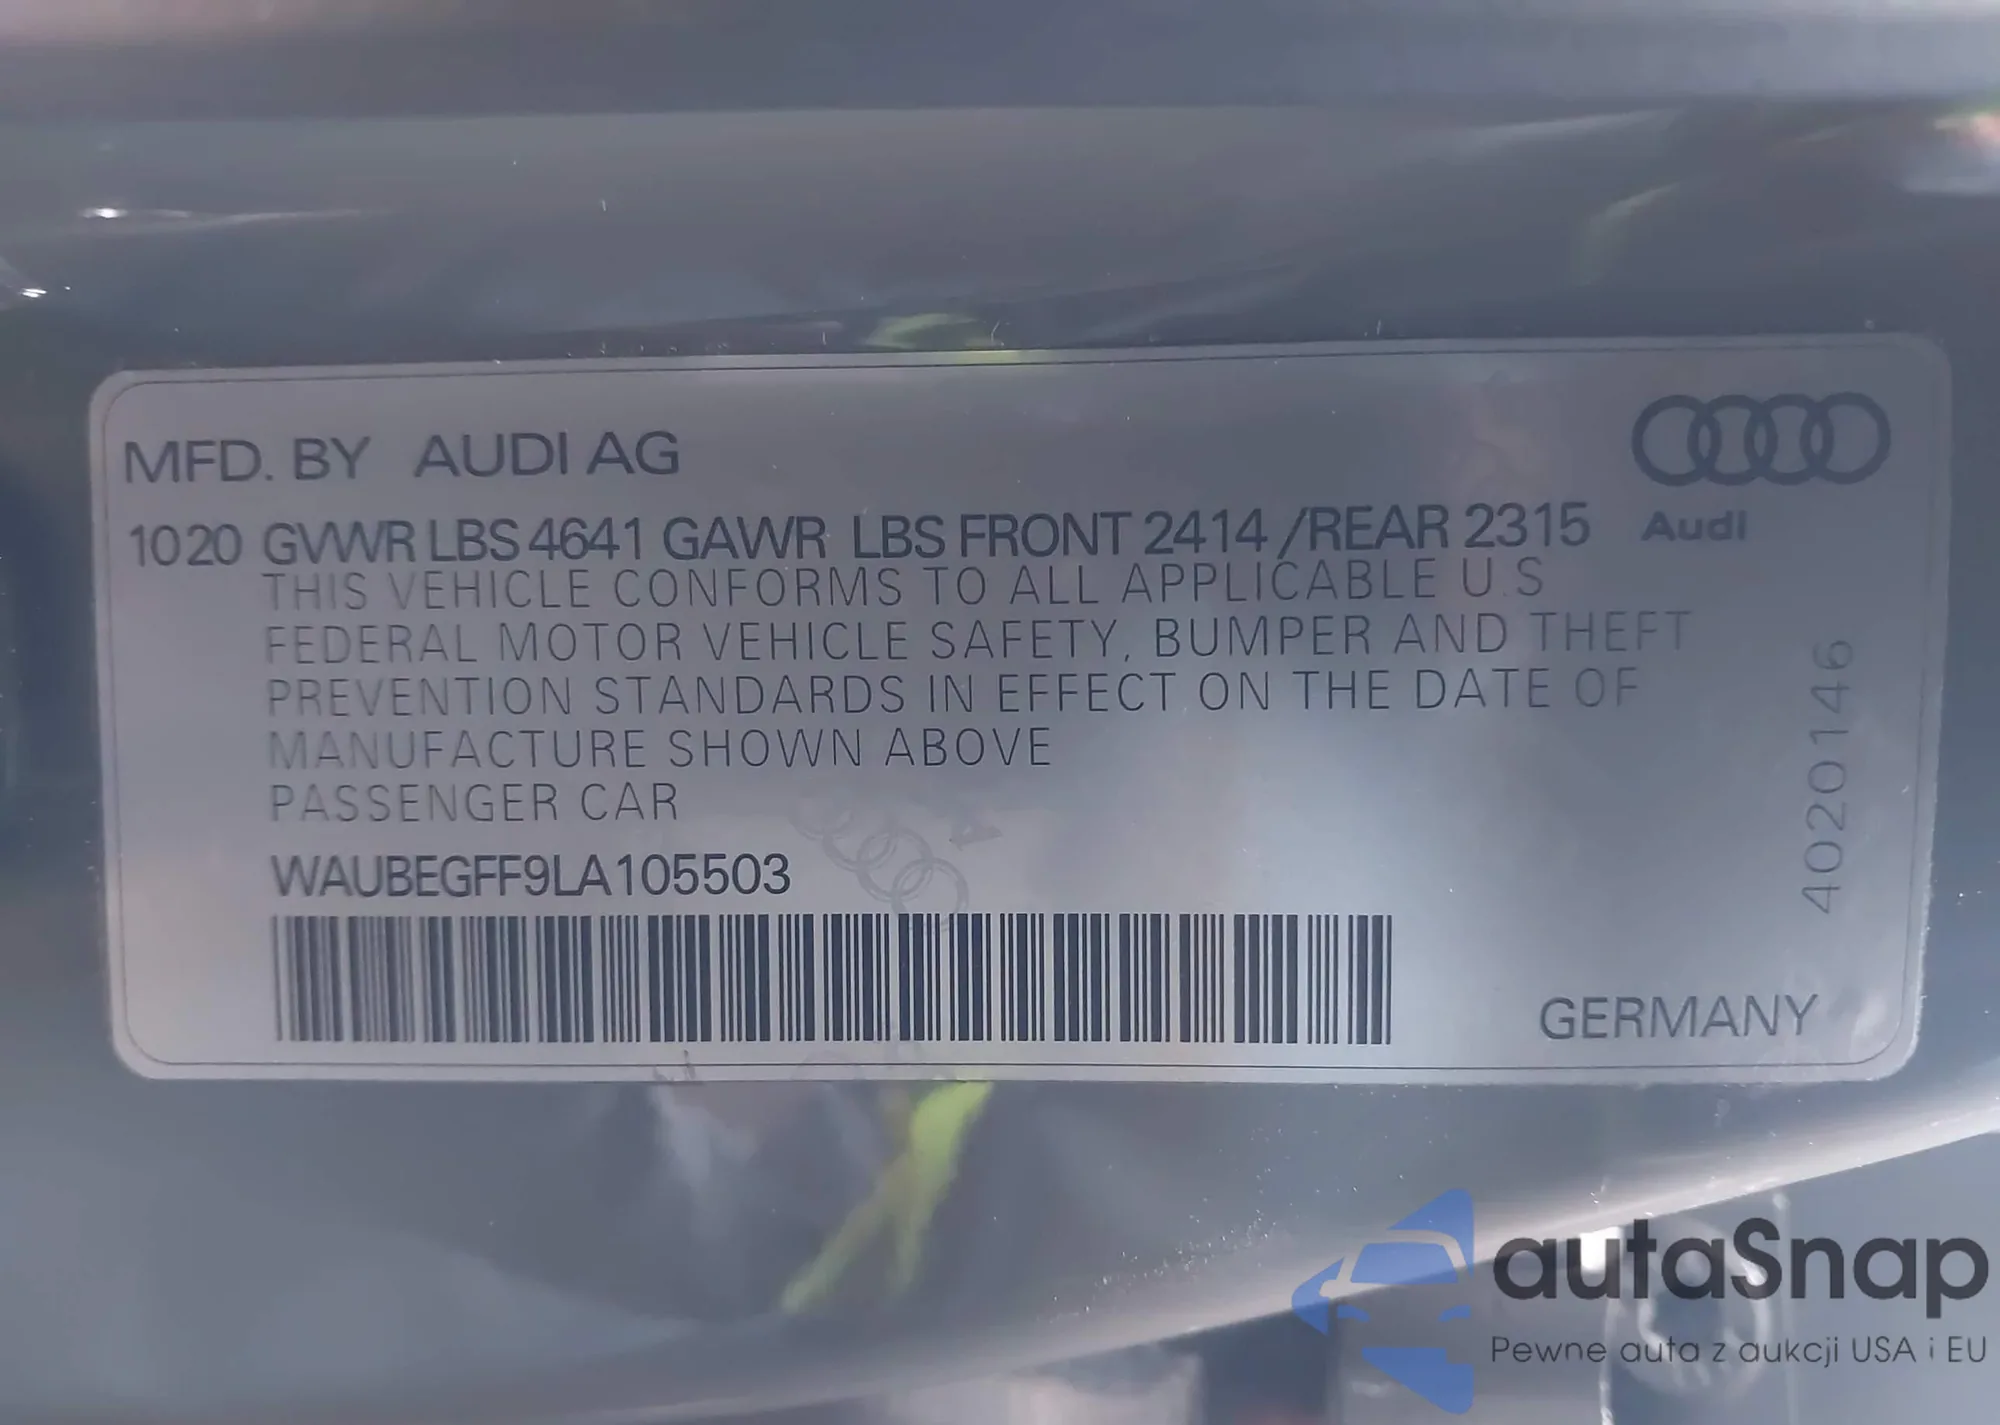 MFD. BY AUDI AG
1020 GVWR LBS 4641 GAWR LBS FRONT 2414 /REAR 2315
Audi
THIS VEHICLE CONFORMS TO ALL APPLICABLE U.S
FEDERAL MOTOR VEHICLE SAFETY, BUMPER AND THEFT
PREVENTION STANDARDS IN EFFECT ON THE DATE OF
MANUFACTURE SHOWN ABOVE
PASSENGER CAR
WAUBEGFF9LA105503
4020146
GERMANY
autaSnap
Pewne auta z aukcji USA i EU